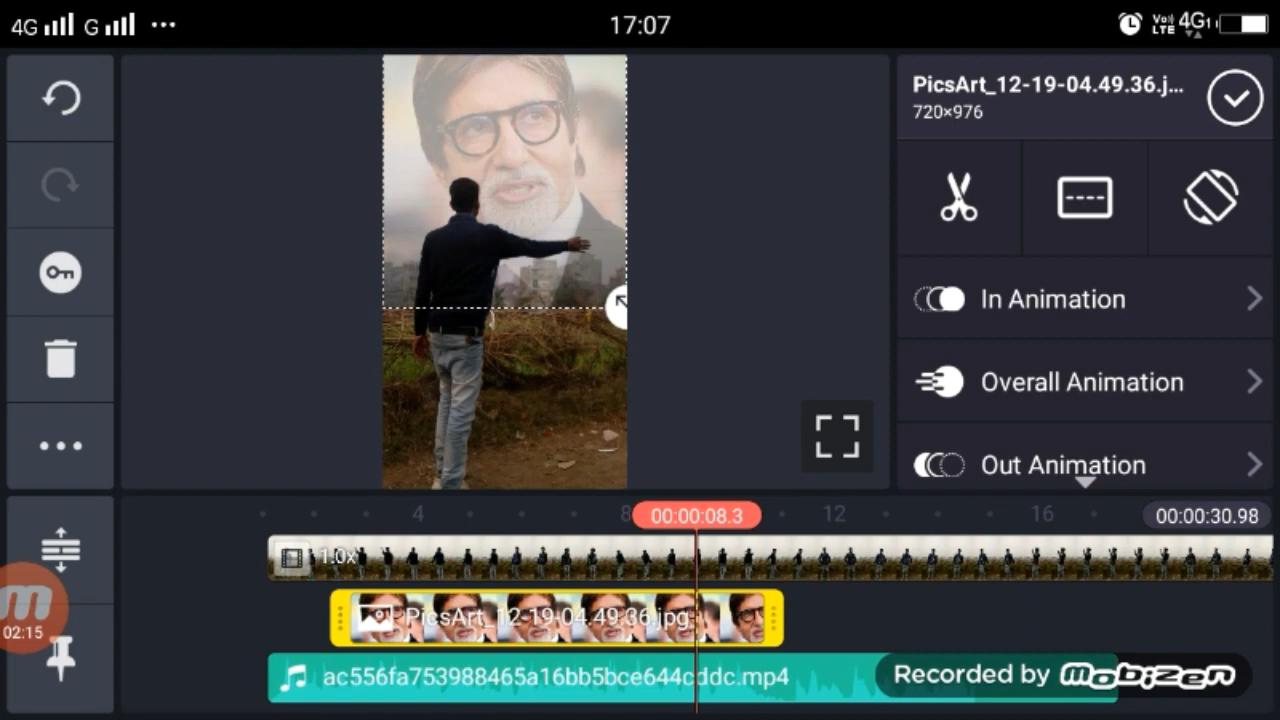 4G G 17:07 VoLTE 4G
PicsArt_12-19-04.49.36.j...
720×976
In Animation
Overall Animation
Out Animation
4 8 00:00:08.3 12 16 00:00:30.98
1.0x
PicsArt_12-19-04.49.36.jpg
02:15
ac556fa753988465a16bb5bce644cddc.mp4
Recorded by mobizen